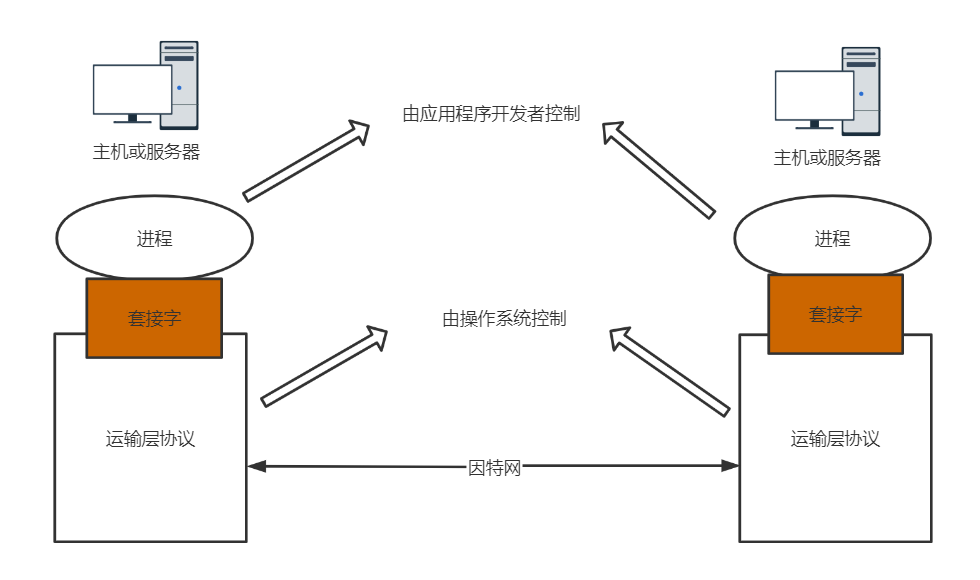 由应用程序开发者控制
主机或服务器
主机或服务器
进程
进程
套接字
由操作系统控制
套接字
运输层协议
运输层协议
因特网